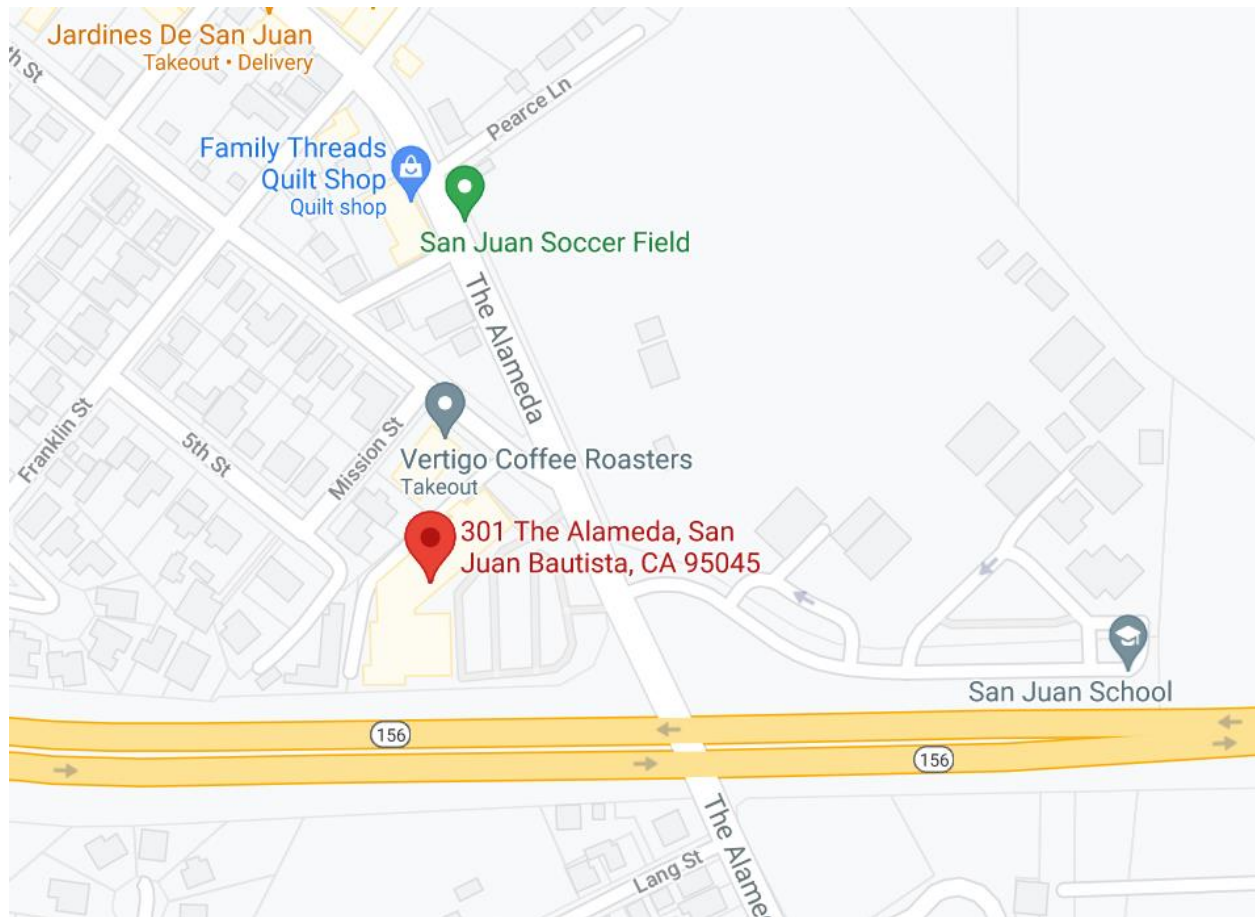 Jardines De San Juan
Takeout • Delivery
th St
Pearce Ln
Family Threads
Quilt Shop
Quilt shop
San Juan Soccer Field
The Alameda
Franklin St
5th St
Mission St
Vertigo Coffee Roasters
Takeout
301 The Alameda, San
Juan Bautista, CA 95045
San Juan School
156
156
The Alame
Lang St